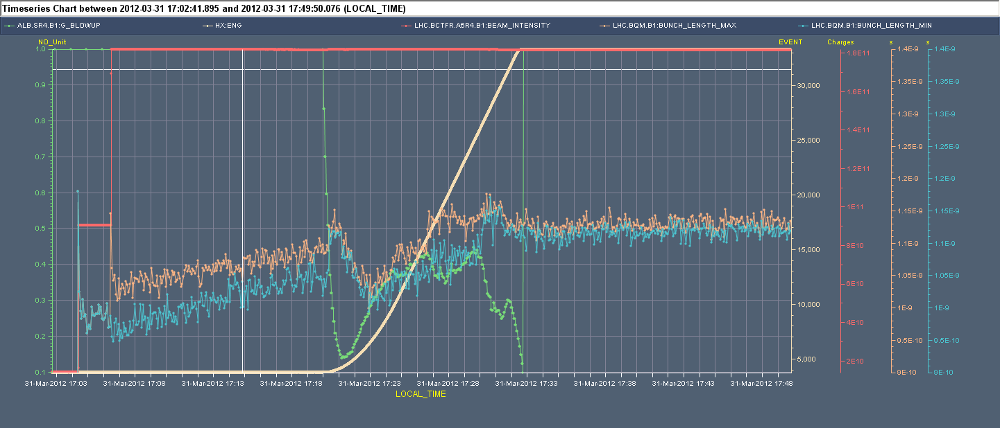 Timeseries Chart between 2012-03-31 17:02:41.895 and 2012-03-31 17:49:50.076 (LOCAL_TIME)
ALB.SR4.B1:G_BLOWUP HX:ENG LHC.BCTFR.A6R4.B1:BEAM_INTENSITY LHC.BQM.B1:BUNCH_LENGTH_MAX LHC.BQM.B1:BUNCH_LENGTH_MIN
NO_Unit EVENT Charges s s
1.0
0.9
0.8
0.7
0.6
0.5
0.4
0.3
0.2
0.1
30,000
25,000
20,000
15,000
10,000
5,000
1.8E11
1.6E11
1.4E11
1.2E11
1E11
8E10
6E10
4E10
2E10
1.4E-9
1.35E-9
1.3E-9
1.25E-9
1.2E-9
1.15E-9
1.1E-9
1.05E-9
1E-9
9.5E-10
9E-10
1.4E-9
1.35E-9
1.3E-9
1.25E-9
1.2E-9
1.15E-9
1.1E-9
1.05E-9
1E-9
9.5E-10
9E-10
31-Mar-2012 17:03 31-Mar-2012 17:08 31-Mar-2012 17:13 31-Mar-2012 17:18 31-Mar-2012 17:23 31-Mar-2012 17:28 31-Mar-2012 17:33 31-Mar-2012 17:38 31-Mar-2012 17:43 31-Mar-2012 17:48
LOCAL_TIME